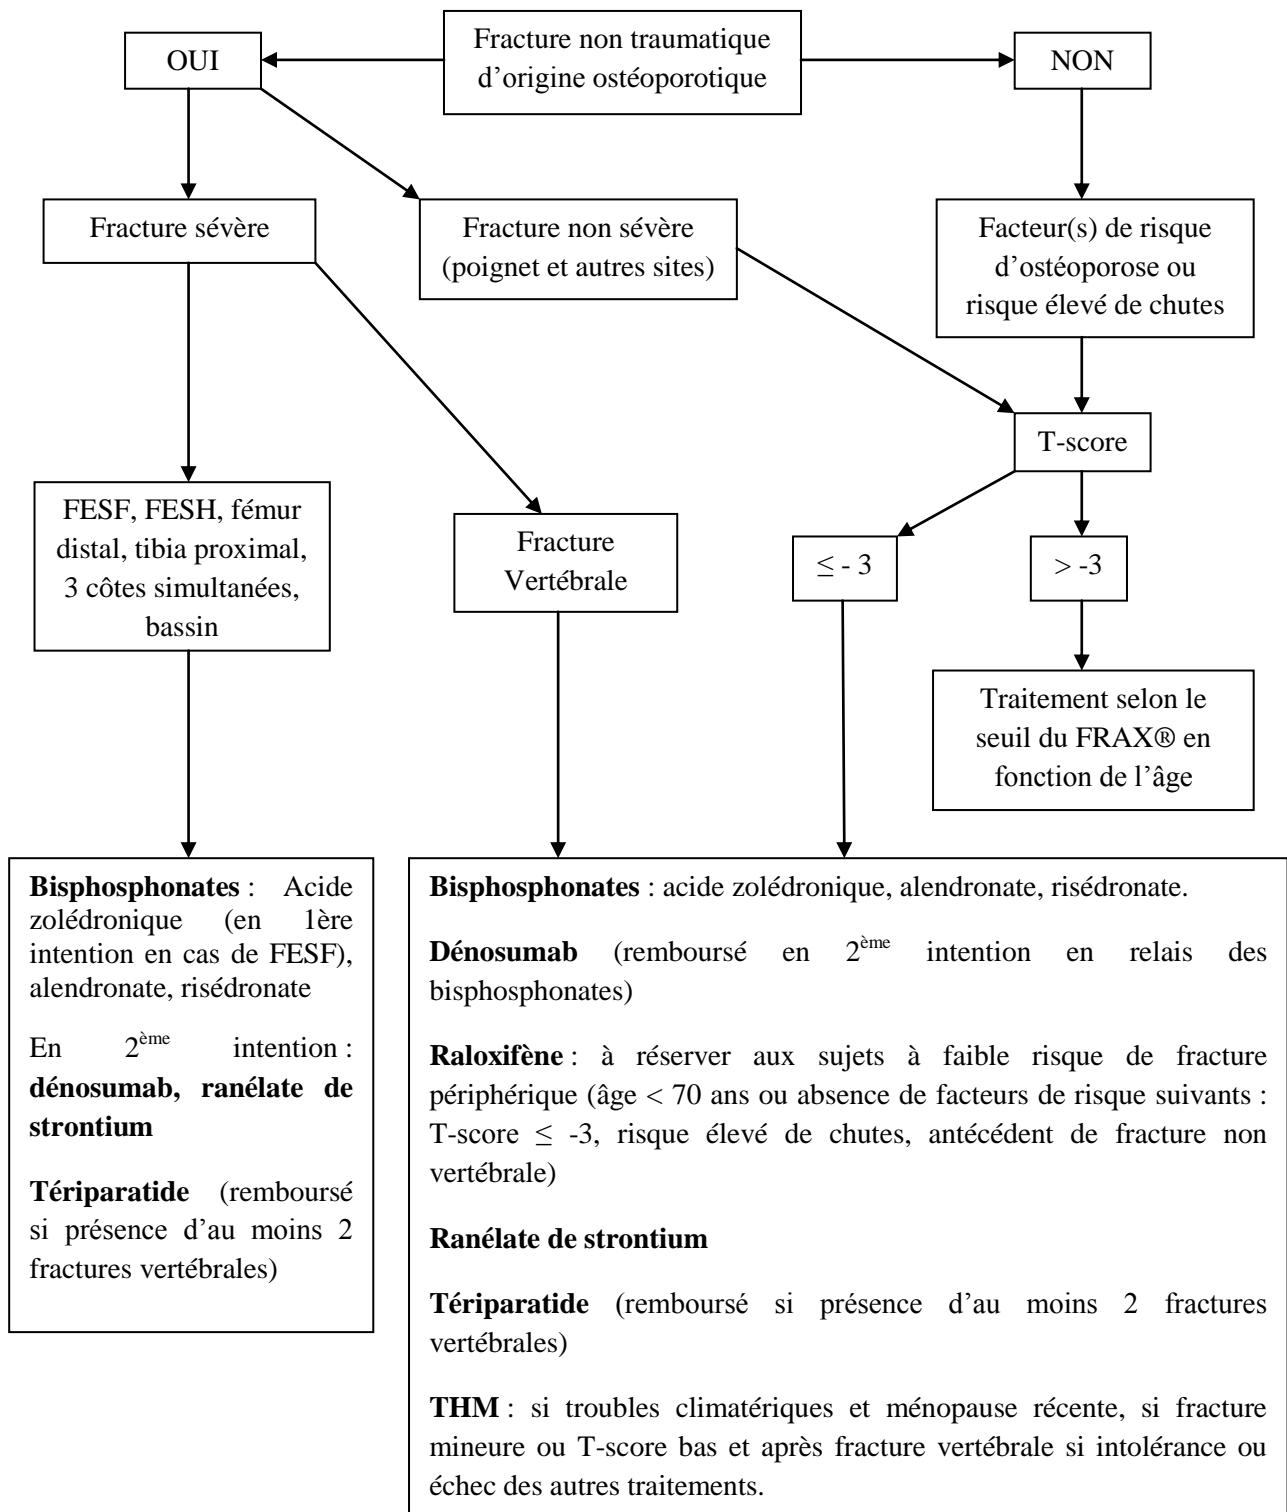 Fracture non traumatique
d’origine ostéoporotique
OUI
NON
Fracture sévère
Fracture non sévère
(poignet et autres sites)
Facteur(s) de risque
d’ostéoporose ou
risque élevé de chutes
T-score
FESF, FESH, fémur
distal, tibia proximal,
3 côtes simultanées,
bassin
Fracture
Vertébrale
≤ - 3
> -3
Traitement selon le
seuil du FRAX® en
fonction de l’âge
Bisphosphonates : Acide
zolédronique (en 1ère
intention en cas de FESF),
alendronate, risédronate
En 2ème intention :
dénosumab, ranélate de
strontium
Tériparatide (remboursé
si présence d’au moins 2
fractures vertébrales)
Bisphosphonates : acide zolédronique, alendronate, risédronate.
Dénosumab (remboursé en 2ème intention en relais des
bisphosphonates)
Raloxifène : à réserver aux sujets à faible risque de fracture
périphérique (âge < 70 ans ou absence de facteurs de risque suivants :
T-score ≤ -3, risque élevé de chutes, antécédent de fracture non
vertébrale)
Ranélate de strontium
Tériparatide (remboursé si présence d’au moins 2 fractures
vertébrales)
THM : si troubles climatériques et ménopause récente, si fracture
mineure ou T-score bas et après fracture vertébrale si intolérance ou
échec des autres traitements.